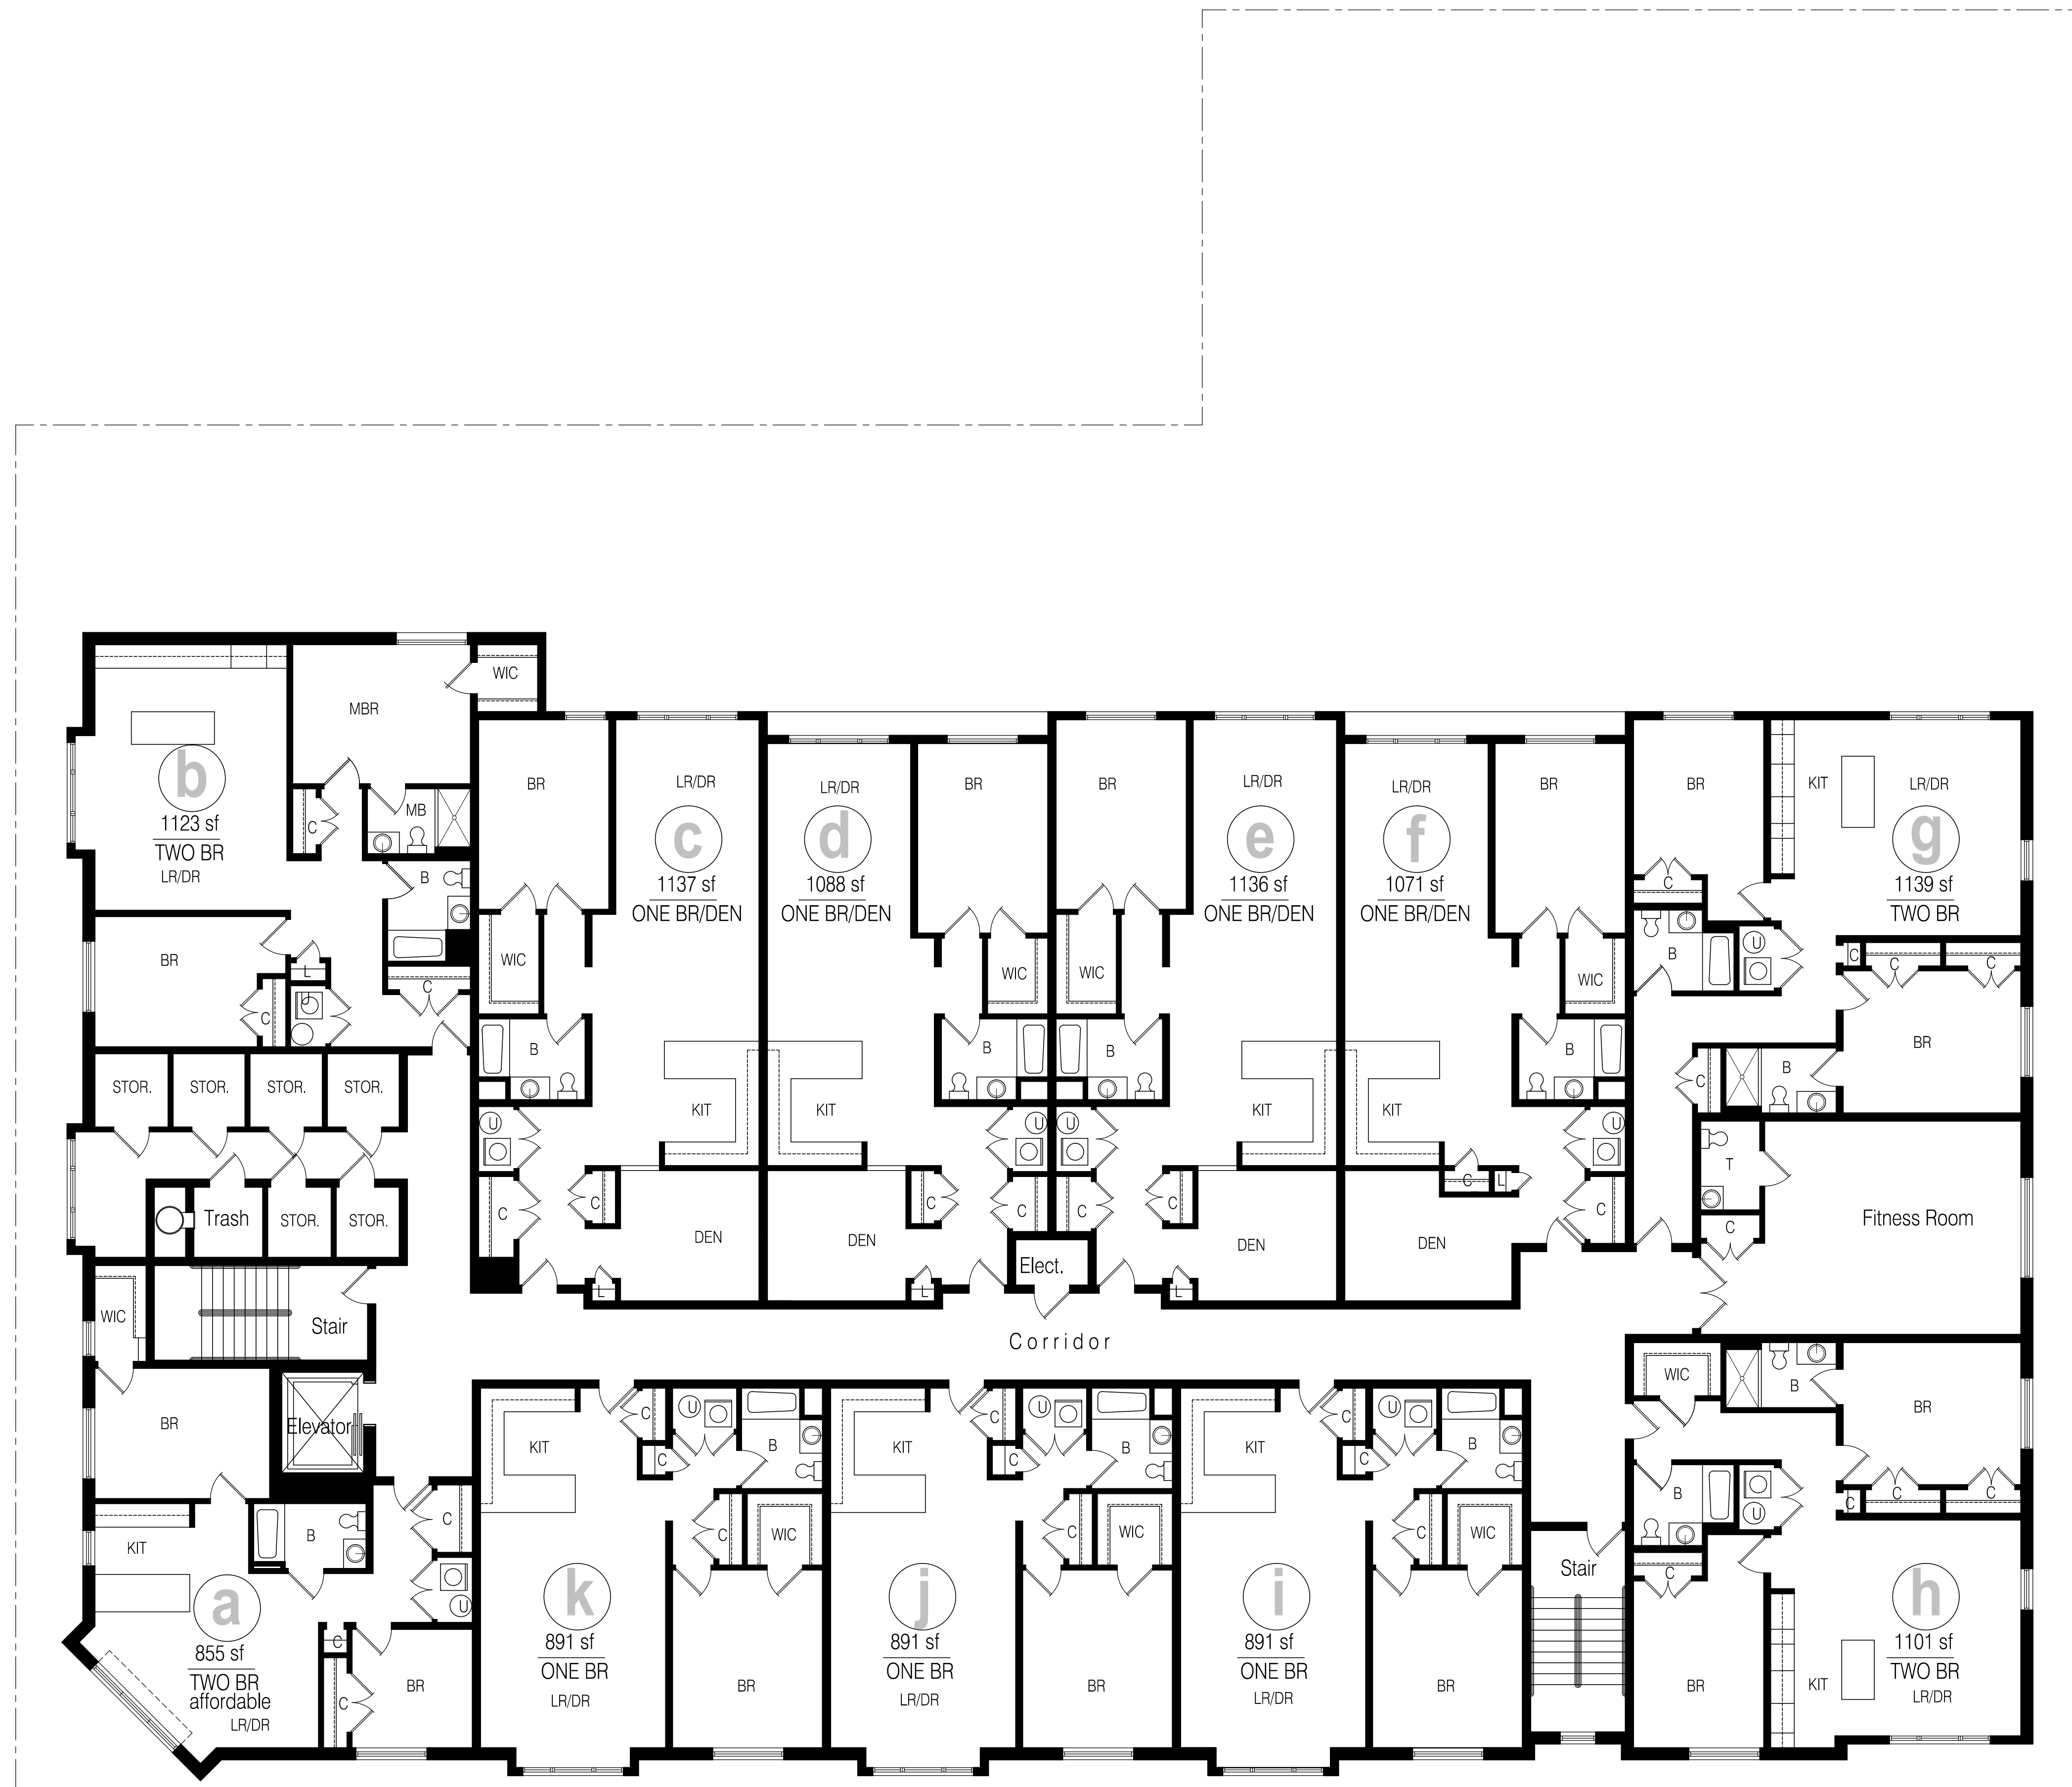 WIC
MBR
b
1123 sf
TWO BR
LR/DR
C
MB
B
BR
L
C
U
C
BR
WIC
B
U
C
C
L
LR/DR
c
1137 sf
ONE BR/DEN
KIT
DEN
LR/DR
d
1088 sf
ONE BR/DEN
KIT
DEN
BR
WIC
B
U
C
C
L
Elect.
BR
WIC
B
U
C
C
L
LR/DR
e
1136 sf
ONE BR/DEN
KIT
DEN
LR/DR
f
1071 sf
ONE BR/DEN
KIT
C
L
DEN
BR
WIC
B
U
C
BR
C
KIT
LR/DR
g
1139 sf
TWO BR
B
U
C
C
C
BR
C
B
T
C
Fitness Room
STOR.
STOR.
STOR.
STOR.
Trash
STOR.
STOR.
WIC
Stair
Corridor
BR
Elevator
KIT
B
C
U
a
855 sf
TWO BR
affordable
LR/DR
C
C
BR
KIT
C
C
U
B
C
WIC
k
891 sf
ONE BR
LR/DR
BR
KIT
C
C
U
B
C
WIC
j
891 sf
ONE BR
LR/DR
BR
KIT
C
C
U
B
C
WIC
i
891 sf
ONE BR
LR/DR
BR
Stair
WIC
B
BR
B
U
C
C
C
C
h
1101 sf
TWO BR
LR/DR
KIT
BR